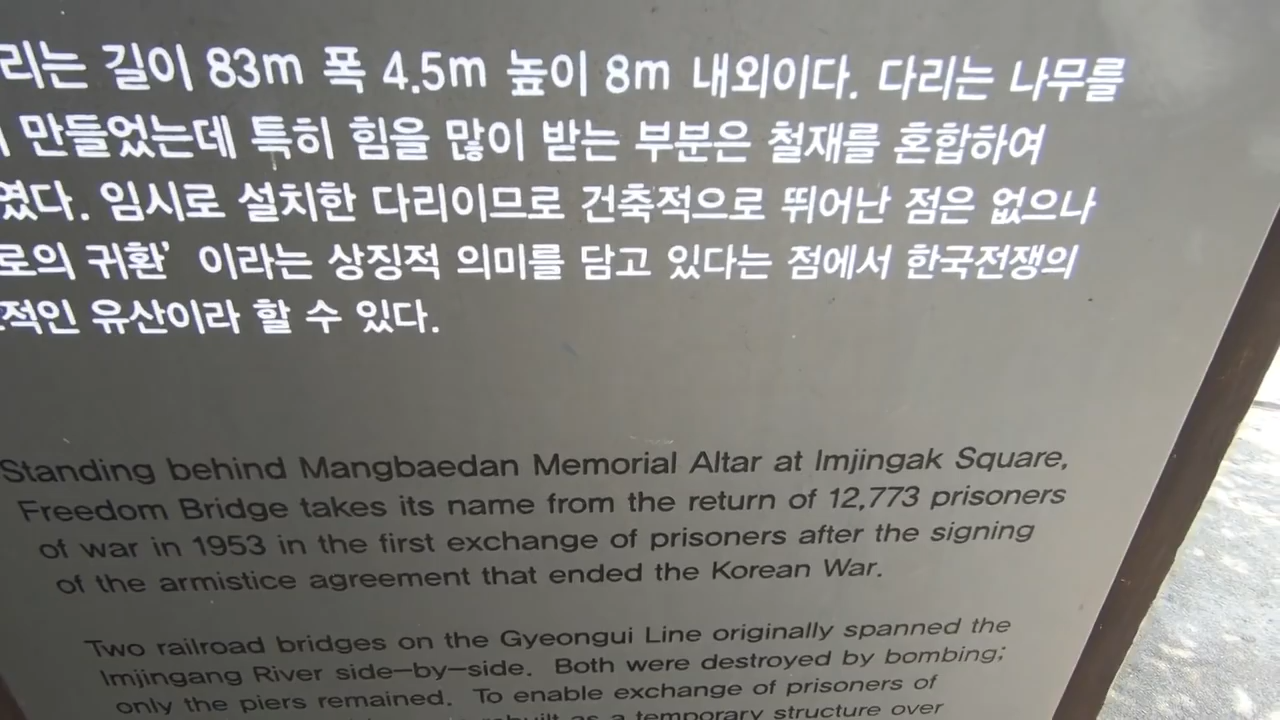 리는 길이 83m 폭 4.5m 높이 8m 내외이다. 다리는 나무를
만들었는데 특히 힘을 많이 받는 부분은 철재를 혼합하여
였다. 임시로 설치한 다리이므로 건축적으로 뛰어난 점은 없으나
로의 귀환’ 이라는 상징적 의미를 담고 있다는 점에서 한국전쟁의
적인 유산이라 할 수 있다.
Standing behind Mangbaedan Memorial Altar at Imjingak Square,
Freedom Bridge takes its name from the return of 12,773 prisoners
of war in 1953 in the first exchange of prisoners after the signing
of the armistice agreement that ended the Korean War.
Two railroad bridges on the Gyeongui Line originally spanned the
Imjingang River side-by-side. Both were destroyed by bombing;
only the piers remained. To enable exchange of prisoners of
as a temporary structure over